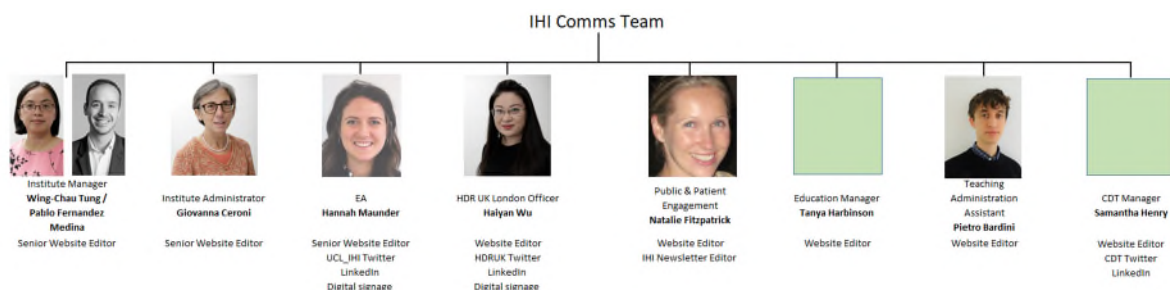 IHI Comms Team
Institute Manager
Wing-Chau Tung /
Pablo Fernandez
Medina
Senior Website Editor
Institute Administrator
Giovanna Ceroni
Senior Website Editor
EA
Hannah Maunder
Senior Website Editor
UCL_IHI Twitter
LinkedIn
Digital signage
HDR UK London Officer
Haiyan Wu
Website Editor
HDRUK Twitter
LinkedIn
Digital signage
Public & Patient
Engagement
Natalie Fitzpatrick
Website Editor
IHI Newsletter Editor
Education Manager
Tanya Harbinson
Website Editor
Teaching
Administration
Assistant
Pietro Bardini
Website Editor
CDT Manager
Samantha Henry
Website Editor
CDT Twitter
LinkedIn